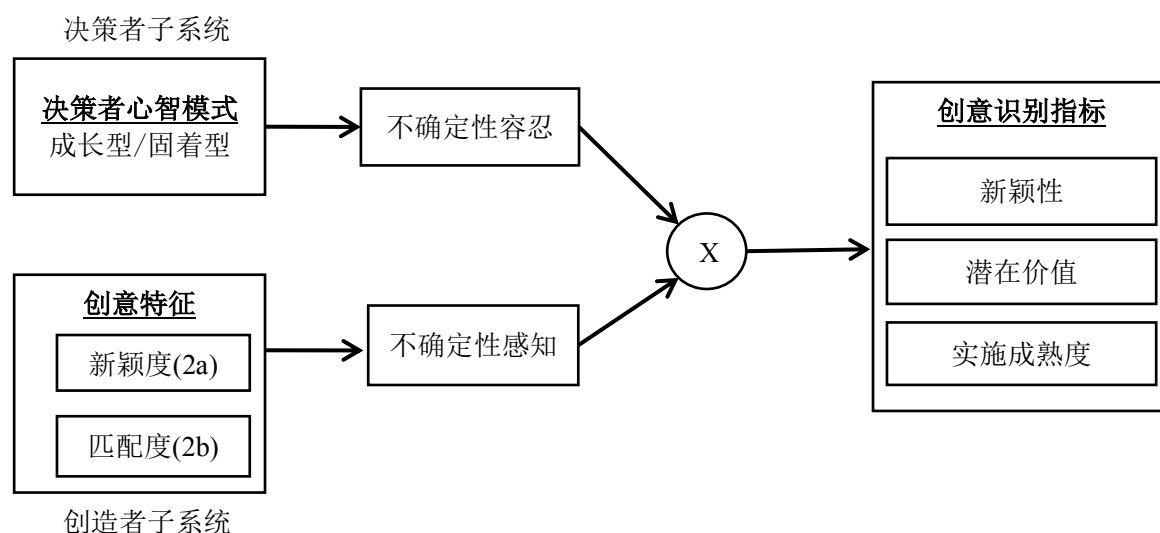 决策者子系统
决策者心智模式
成长型/固着型
不确定性容忍
X
创意特征
新颖度(2a)
匹配度(2b)
不确定性感知
创造者子系统
创意识别指标
新颖性
潜在价值
实施成熟度